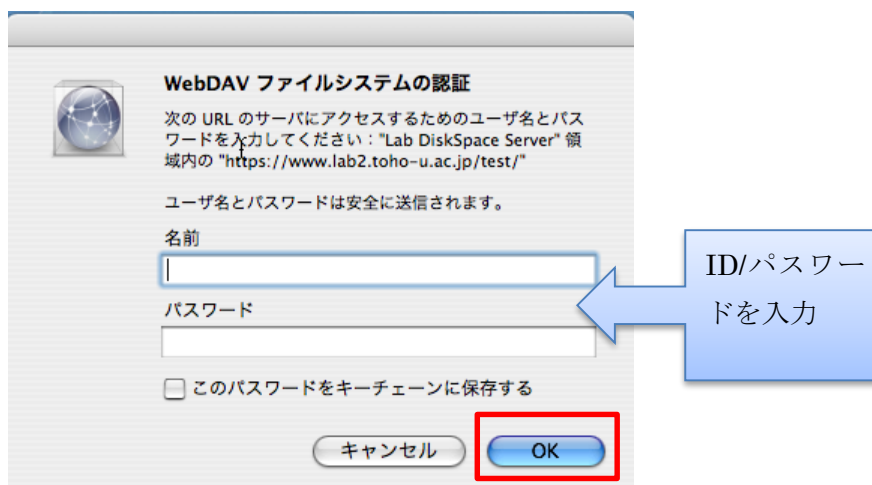 WebDAV ファイルシステムの認証
次の URL のサーバにアクセスするためのユーザ名とパス
ワードを入力してください："Lab DiskSpace Server" 領
域内の "https://www.lab2.toho-u.ac.jp/test/"
ユーザ名とパスワードは安全に送信されます。
名前
パスワード
このパスワードをキーチェーンに保存する
キャンセル
OK
ID/パスワー
ドを入力